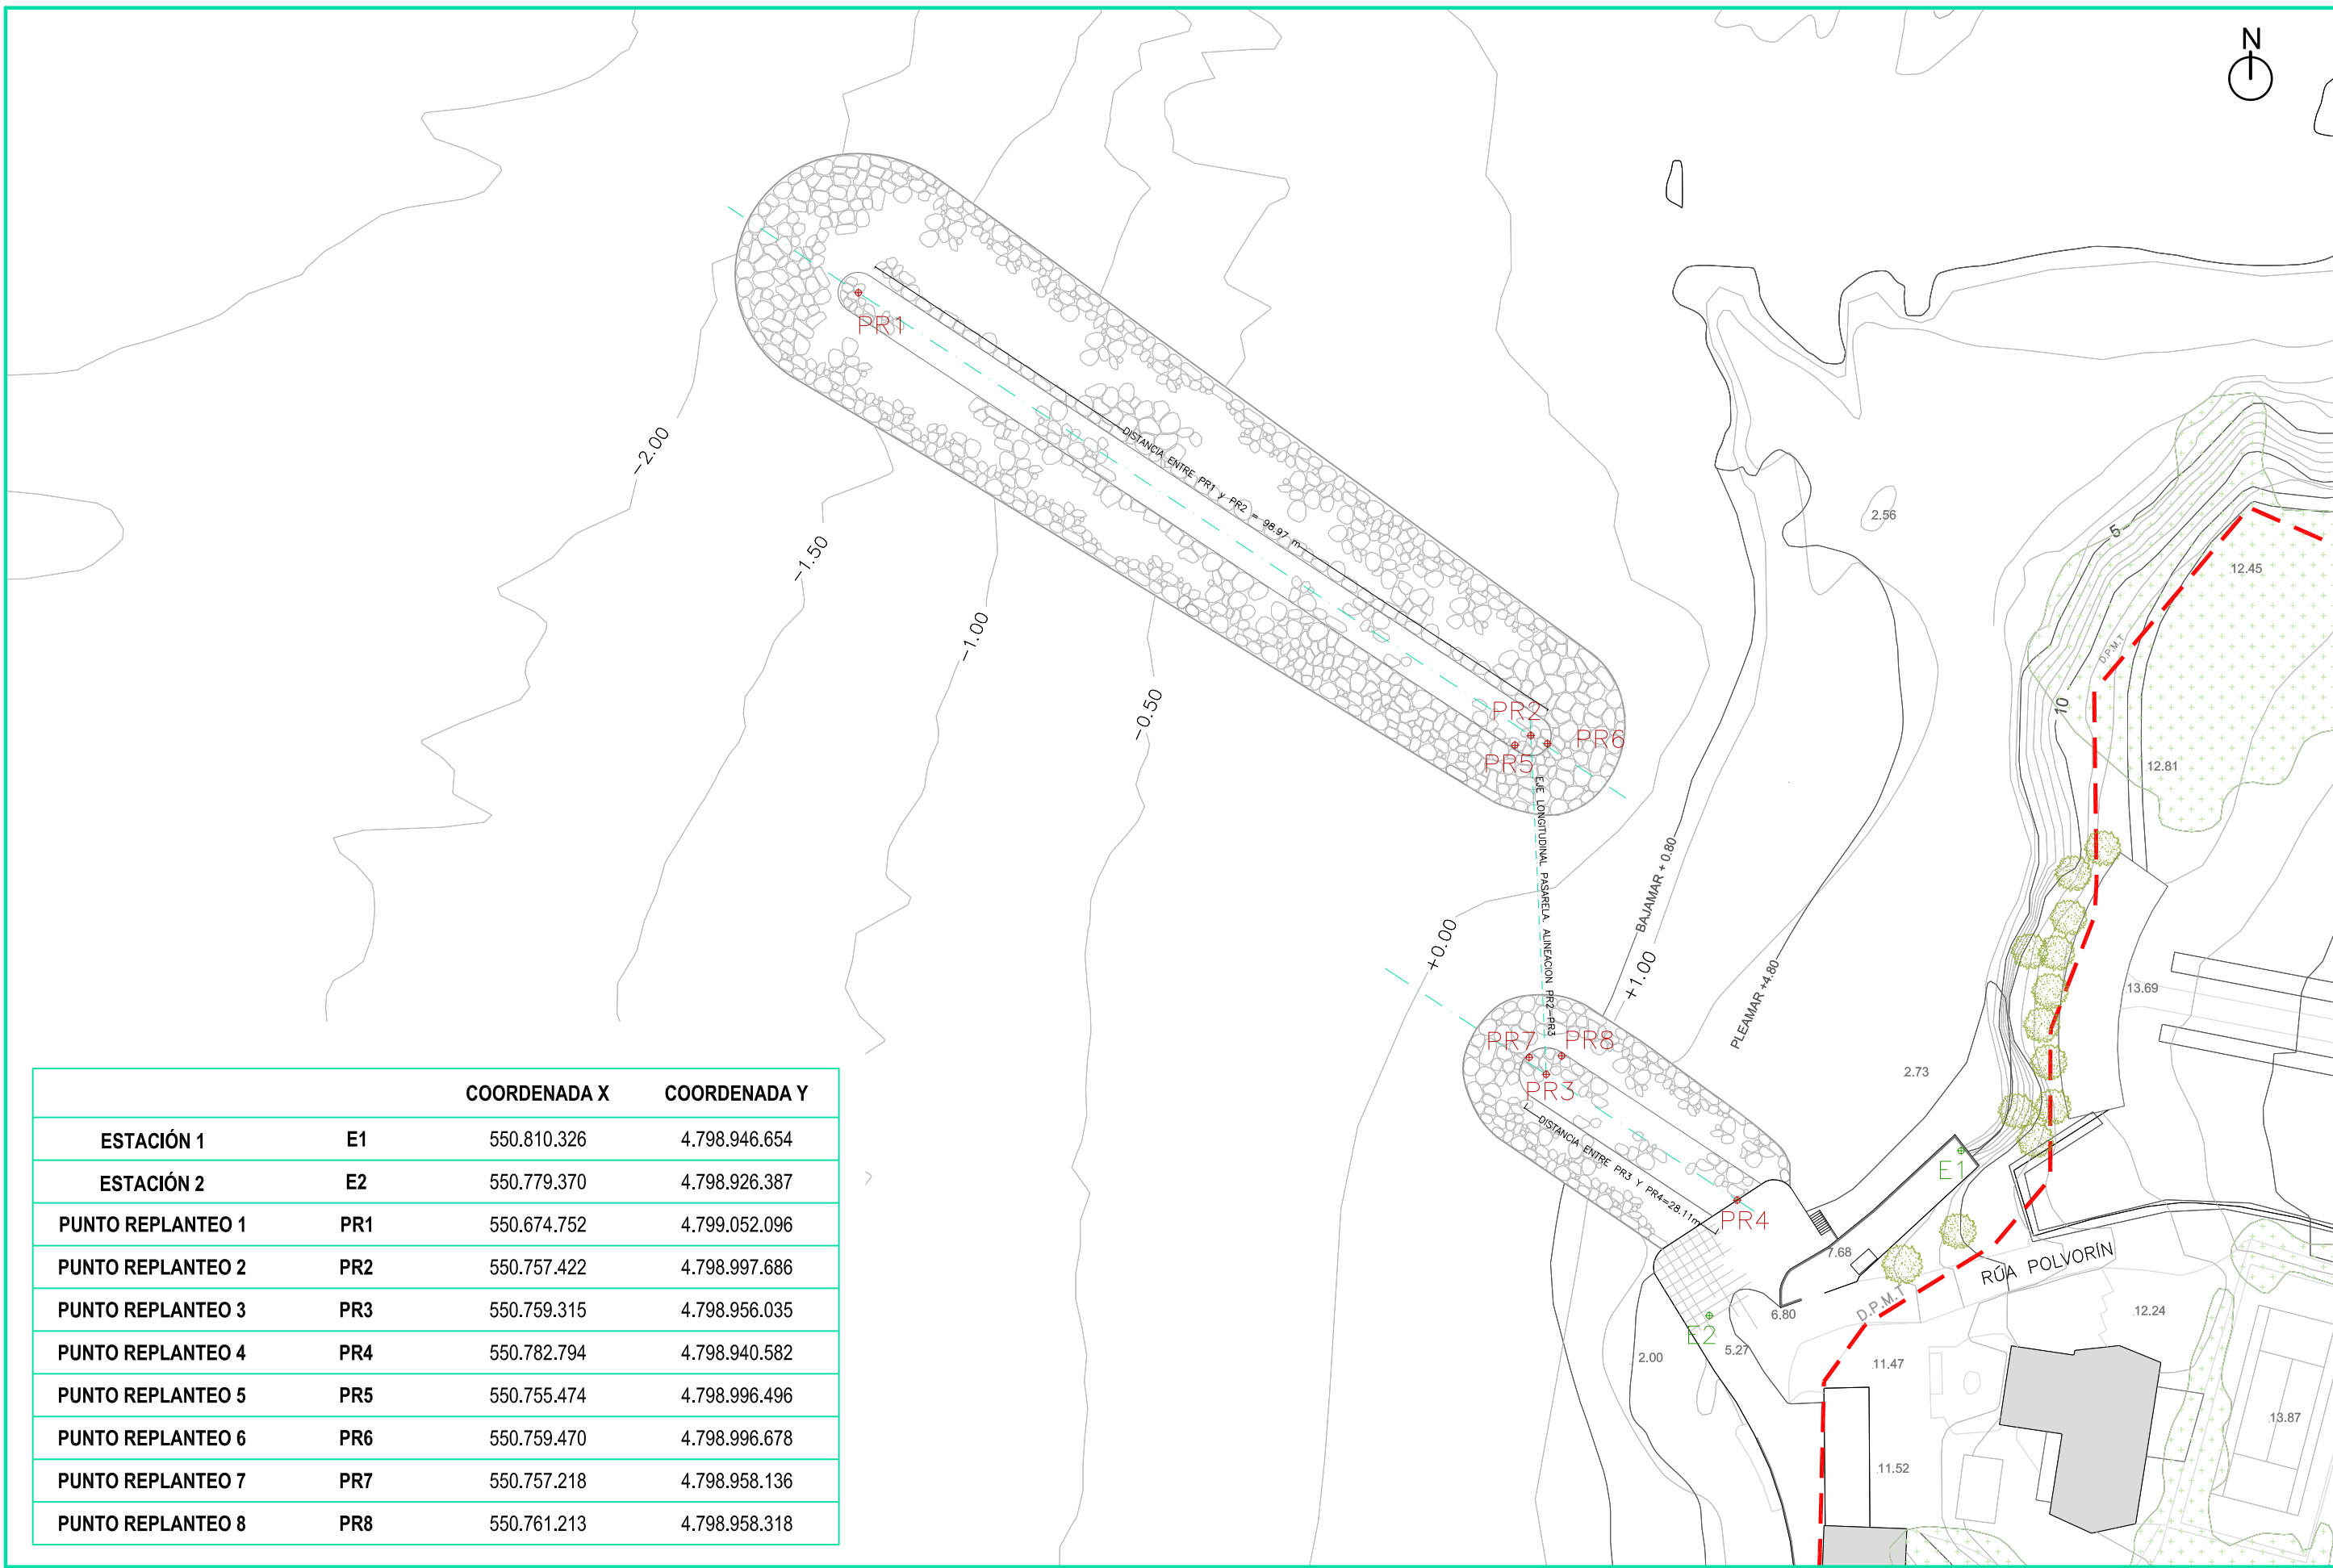 N
PR1
-2.00
DISTANCIA ENTRE PR1 y PR2 = 98.97 m
-1.50
-1.00
-0.50
2.56
5
12.45
D.P.M.T
10
12.81
PR2
PR6
PR5
EJE LONGITUDINAL PASARELA. ALINEACION PR2-PR3
BAJAMAR + 0.80
+0.00
+1.00
PLEAMAR +4.80
13.69
PR7
PR8
PR3
2.73
DISTANCIA ENTRE PR3 Y PR4=28.11m
E1
PR4
7.68
RÚA POLVORÍN
D.P.M.T
6.80
12.24
E2
5.27
2.00
11.47
13.87
11.52
COORDENADA X COORDENADA Y
ESTACIÓN 1 E1 550.810.326 4.798.946.654
ESTACIÓN 2 E2 550.779.370 4.798.926.387
PUNTO REPLANTEO 1 PR1 550.674.752 4.799.052.096
PUNTO REPLANTEO 2 PR2 550.757.422 4.798.997.686
PUNTO REPLANTEO 3 PR3 550.759.315 4.798.956.035
PUNTO REPLANTEO 4 PR4 550.782.794 4.798.940.582
PUNTO REPLANTEO 5 PR5 550.755.474 4.798.996.496
PUNTO REPLANTEO 6 PR6 550.759.470 4.798.996.678
PUNTO REPLANTEO 7 PR7 550.757.218 4.798.958.136
PUNTO REPLANTEO 8 PR8 550.761.213 4.798.958.318